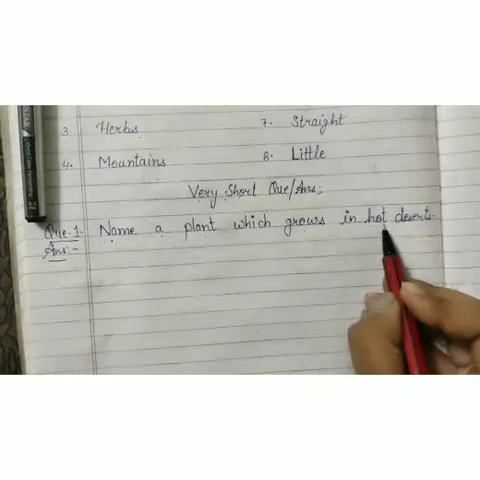 3. Herbs 7. Straight
4. Mountains 8. Little
Very Short Que/Ans:
Que.1. Name a plant which grows in hot deserts.
Ans:-